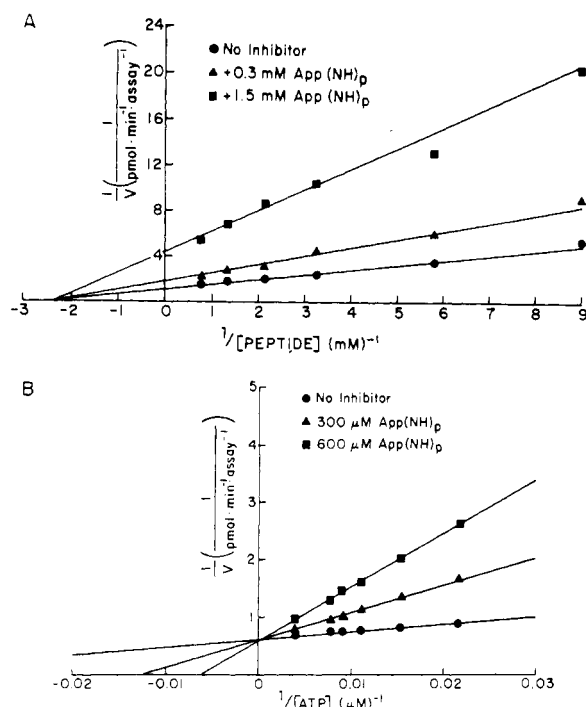 A
1/V (pmol·min⁻¹ assay⁻¹)
● No Inhibitor
▲ +0.3 mM App(NH)p
■ +1.5 mM App(NH)p
20
16
12
8
4
-3 -2 -1 0 1 2 3 4 5 6 7 8 9
1/[PEPTIDE] (mM)⁻¹
B
1/V (pmol·min⁻¹ assay⁻¹)
● No Inhibitor
▲ 300 μM App(NH)p
■ 600 μM App(NH)p
5
4
3
2
1
-0.02 -0.01 0 0.01 0.02 0.03
1/[ATP] (μM)⁻¹